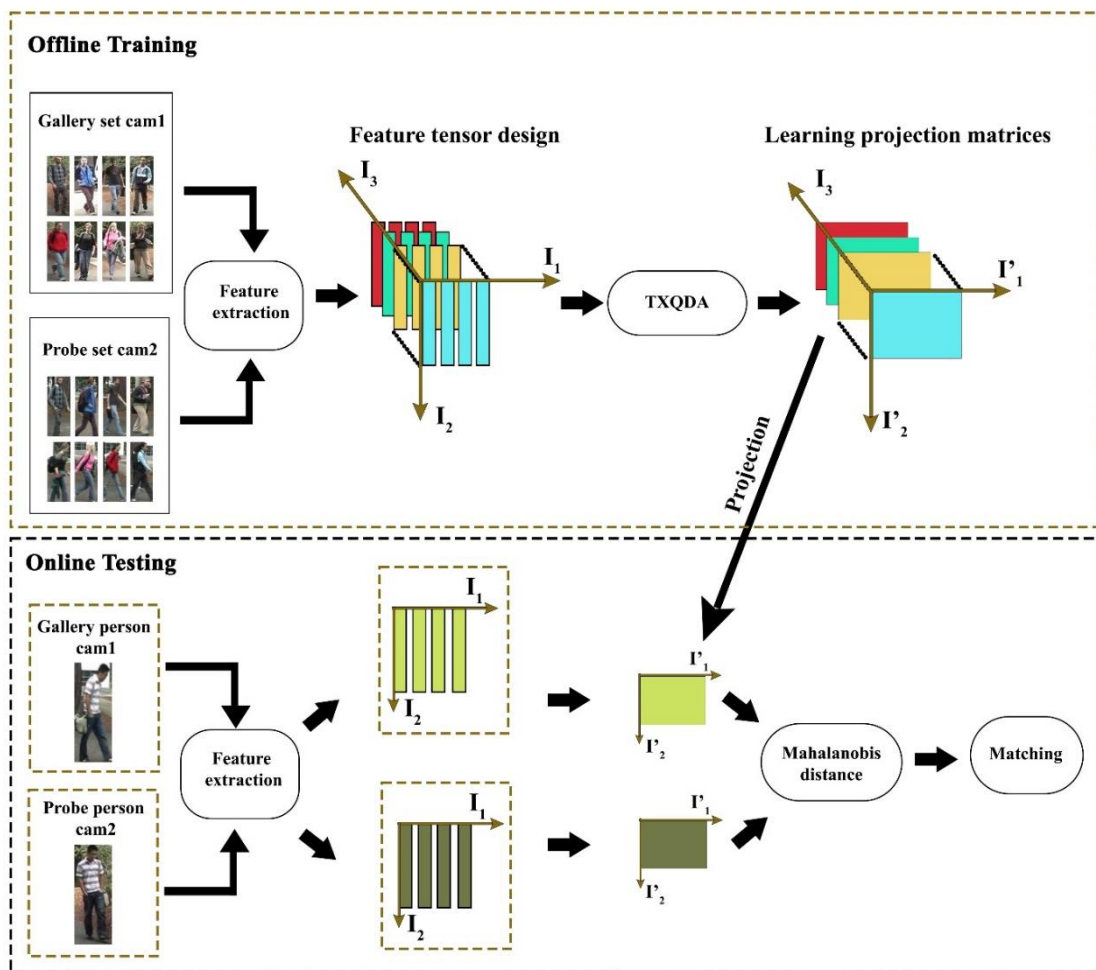 Offline Training
Gallery set cam1
Feature tensor design
Learning projection matrices
I3
I3
I1
I'1
Feature
extraction
TXQDA
Probe set cam2
I2
I'2
Projection
Online Testing
Gallery person
cam1
I1
I2
I'1
I'2
Feature
extraction
Mahalanobis
distance
Matching
Probe person
cam2
I1
I2
I'1
I'2